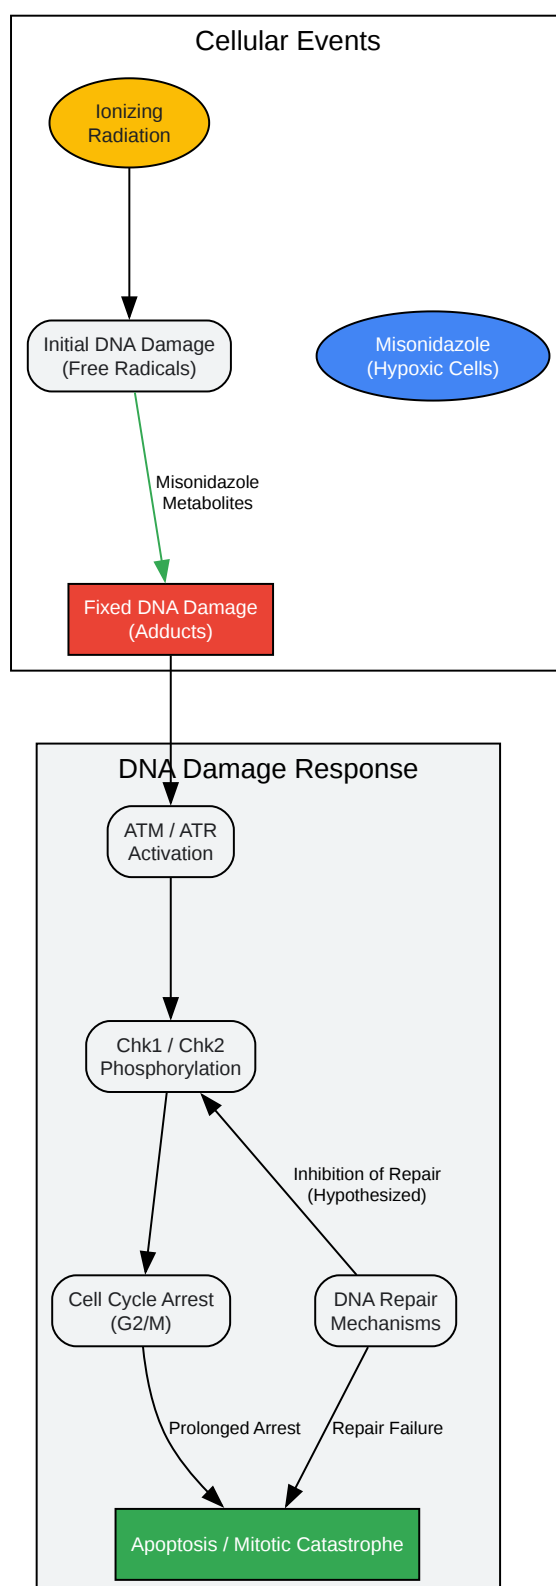 Cellular Events
Ionizing
Radiation
Initial DNA Damage
(Free Radicals)
Misonidazole
(Hypoxic Cells)
Misonidazole
Metabolites
Fixed DNA Damage
(Adducts)
DNA Damage Response
ATM / ATR
Activation
Chk1 / Chk2
Phosphorylation
Inhibition of Repair
(Hypothesized)
Cell Cycle Arrest
(G2/M)
DNA Repair
Mechanisms
Prolonged Arrest
Repair Failure
Apoptosis / Mitotic Catastrophe